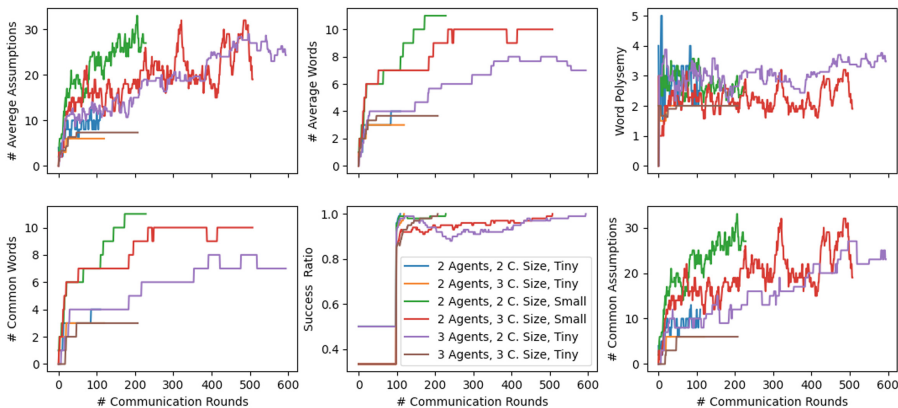 # Averege Assumptions
30
20
10
0
# Average Words
10
8
6
4
2
0
Word Polysemy
5
4
3
2
1
0
# Common Words
10
8
6
4
2
0
0 100 200 300 400 500 600
# Communication Rounds
Success Ratio
1.0
0.8
0.6
0.4
2 Agents, 2 C. Size, Tiny
2 Agents, 3 C. Size, Tiny
2 Agents, 2 C. Size, Small
2 Agents, 3 C. Size, Small
3 Agents, 2 C. Size, Tiny
3 Agents, 3 C. Size, Tiny
0 100 200 300 400 500 600
# Communication Rounds
# Common Assumptions
30
20
10
0
0 100 200 300 400 500 600
# Communication Rounds